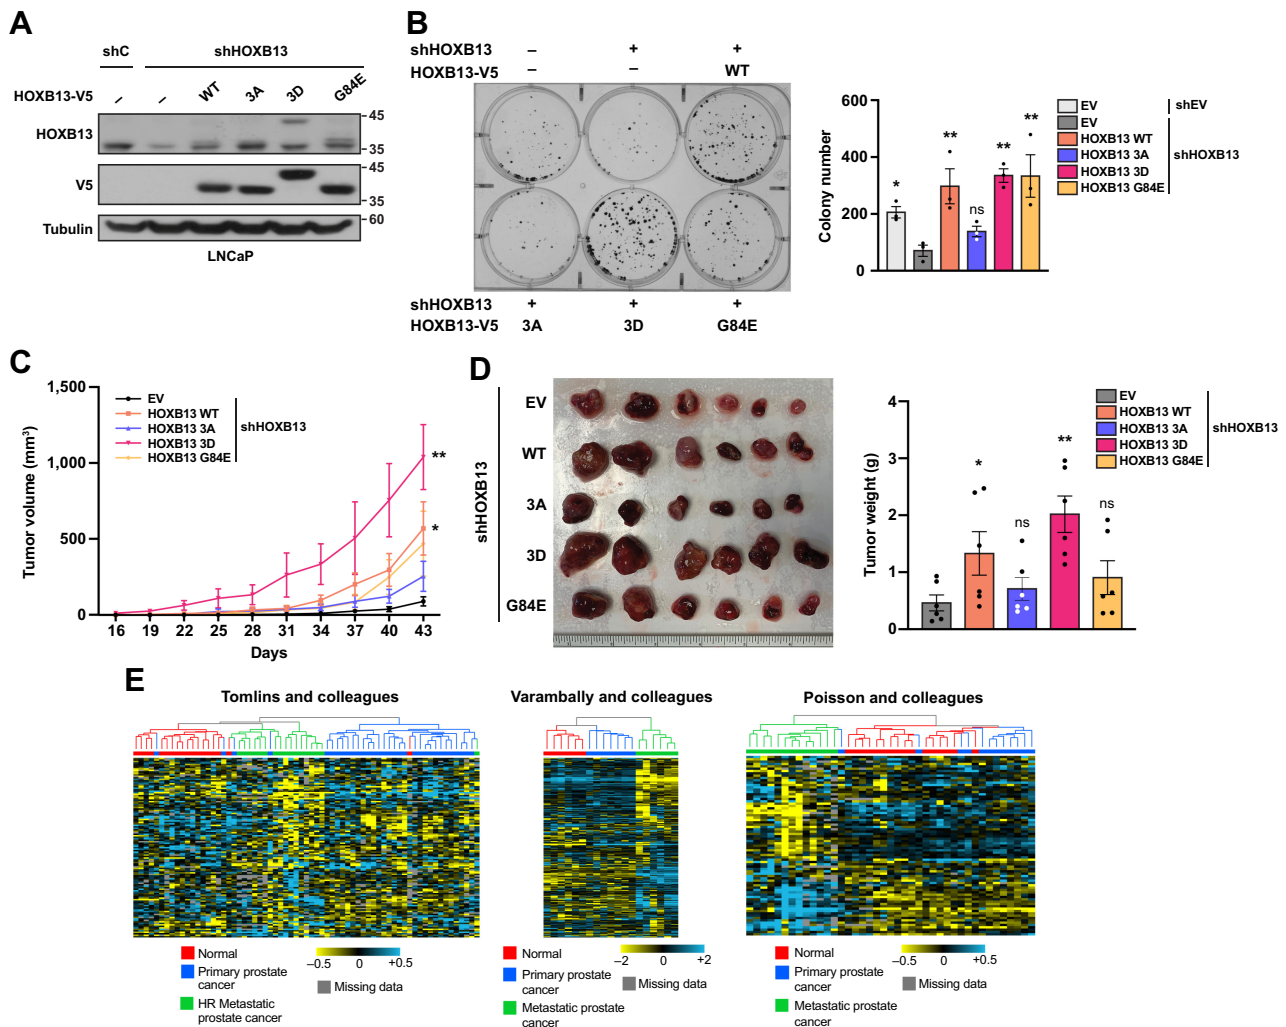 A
shC
shHOXB13
HOXB13-V5
–
–
WT
3A
3D
G84E
HOXB13
45
35
V5
45
35
Tubulin
60
LNCaP
B
shHOXB13
–
+
+
HOXB13-V5
–
–
WT
shHOXB13
+
+
+
HOXB13-V5
3A
3D
G84E
Colony number
600
400
200
0
*
**
ns
**
**
EV
shEV
EV
HOXB13 WT
HOXB13 3A
HOXB13 3D
HOXB13 G84E
shHOXB13
C
Tumor volume (mm³)
1,500
1,000
500
0
EV
HOXB13 WT
HOXB13 3A
HOXB13 3D
HOXB13 G84E
shHOXB13
**
*
16 19 22 25 28 31 34 37 40 43
Days
D
shHOXB13
EV
WT
3A
3D
G84E
Tumor weight (g)
4
3
2
1
0
*
ns
**
ns
EV
HOXB13 WT
HOXB13 3A
HOXB13 3D
HOXB13 G84E
shHOXB13
E
Tomlins and colleagues
Normal
Primary prostate
cancer
HR Metastatic
prostate cancer
–0.5 0 +0.5
Missing data
Varambally and colleagues
Normal
Primary prostate
cancer
Metastatic prostate
cancer
–2 0 +2
Missing data
Poisson and colleagues
Normal
Primary prostate
cancer
Metastatic prostate
cancer
–0.5 0 +0.5
Missing data